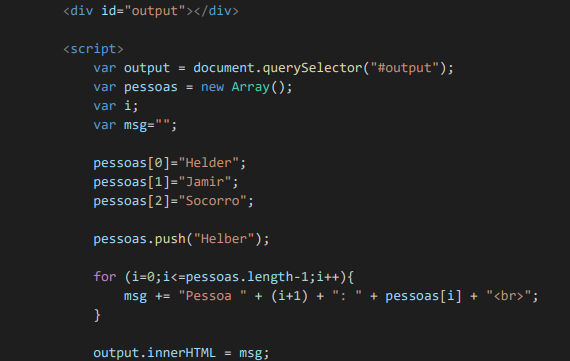 <div id="output"></div>
<script>
var output = document.querySelector("#output");
var pessoas = new Array();
var i;
var msg="";
pessoas[0]="Helder";
pessoas[1]="Jamir";
pessoas[2]="Socorro";
pessoas.push("Helber");
for (i=0;i<=pessoas.length-1;i++){
msg += "Pessoa " + (i+1) + ": " + pessoas[i] + "<br>";
}
output.innerHTML = msg;